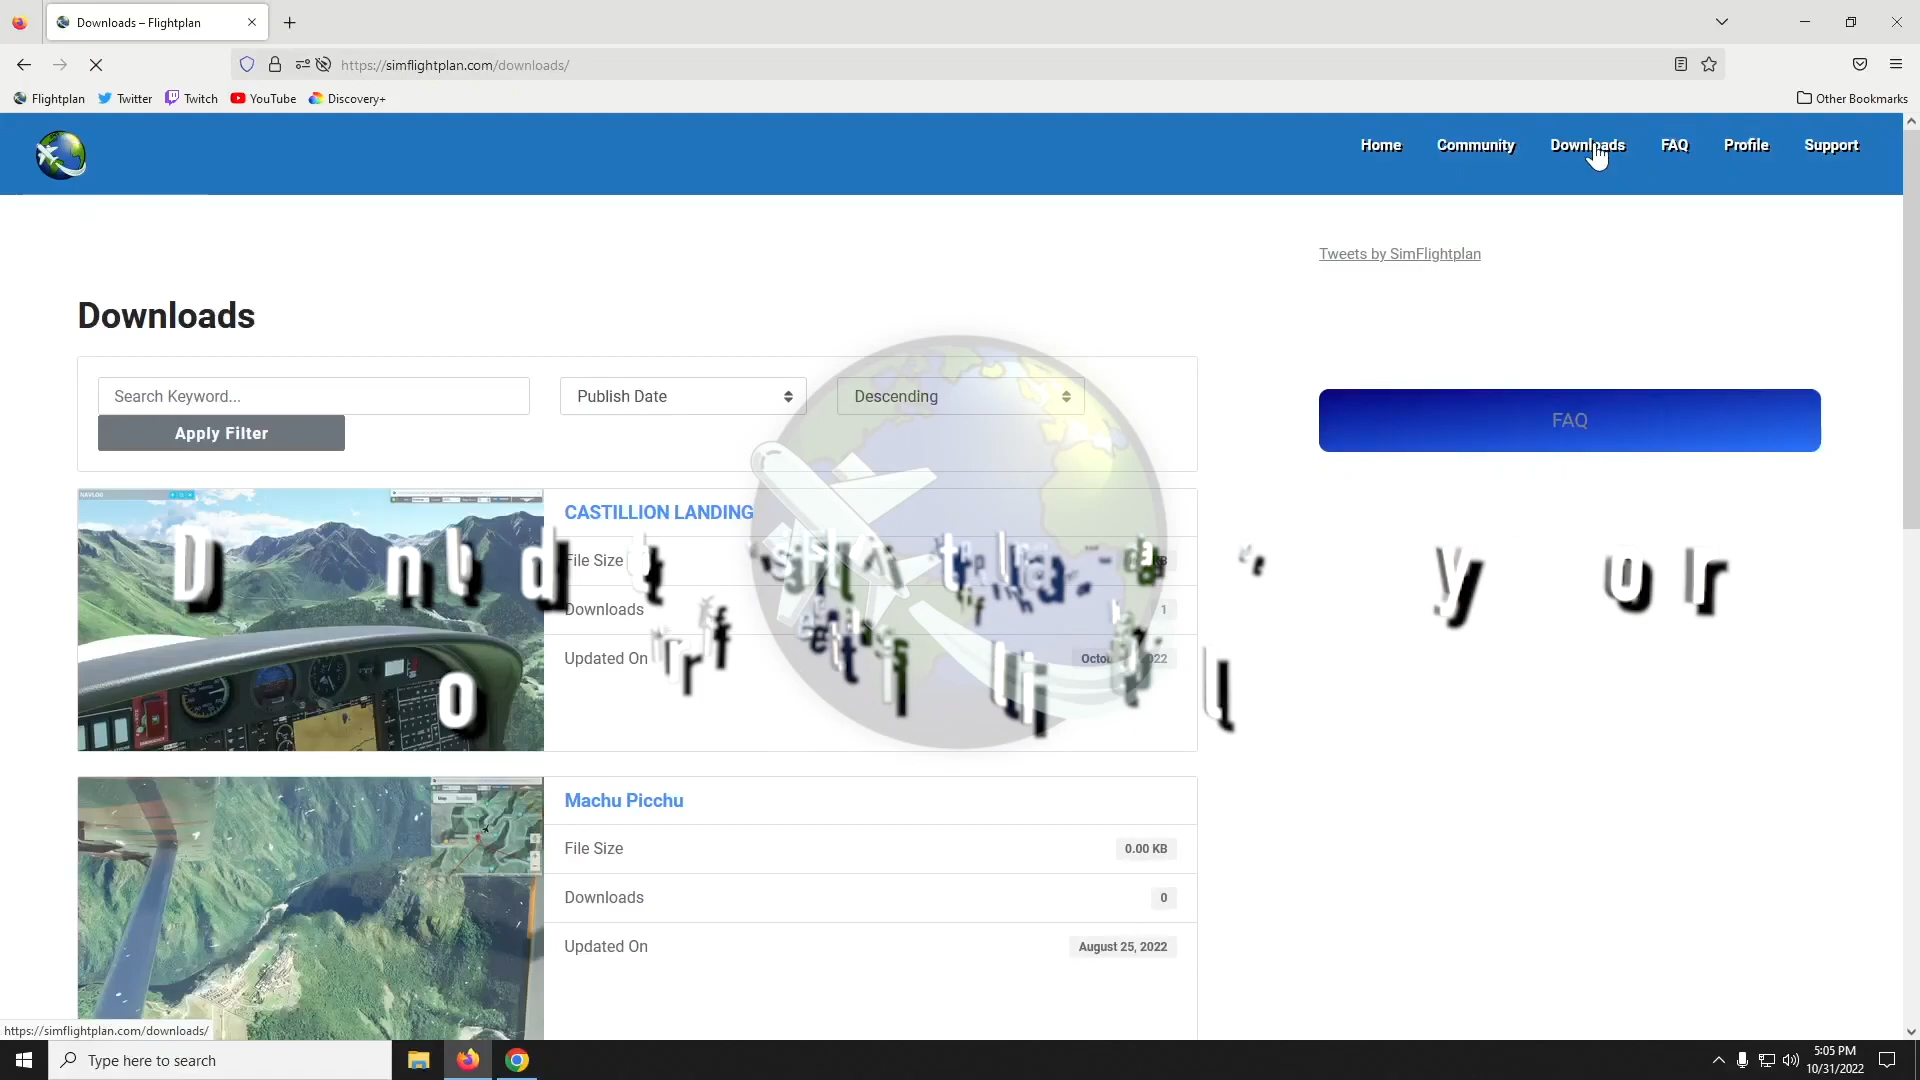 Downloads – Flightplan
https://simflightplan.com/downloads/
Flightplan Twitter Twitch YouTube Discovery+ Other Bookmarks
Home Community Downloads FAQ Profile Support
Tweets by SimFlightplan
Downloads
Search Keyword... Publish Date Descending
Apply Filter
FAQ
NAVLOG
CASTILLION LANDING
File Size
Downloads 1
Updated On
Machu Picchu
File Size 0.00 KB
Downloads 0
Updated On August 25, 2022
https://simflightplan.com/downloads/
Type here to search
5:05 PM
10/31/2022